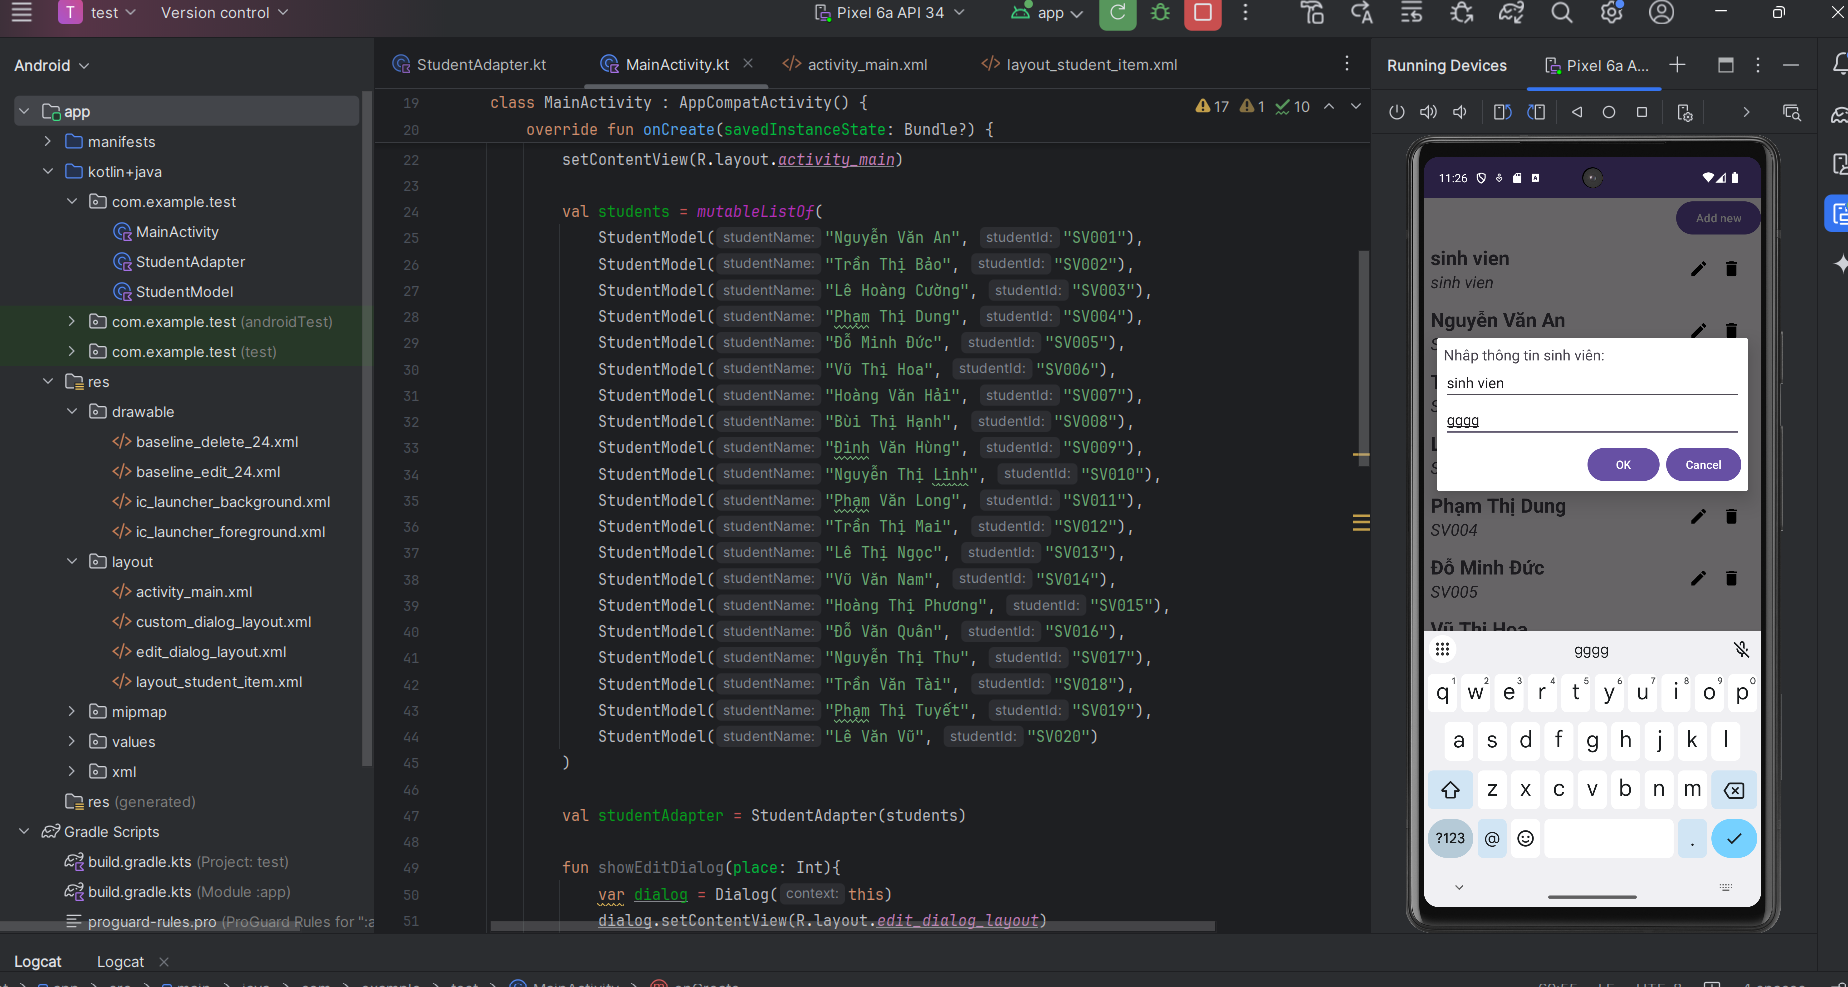 T test Version control Pixel 6a API 34 app
Android
app
manifests
kotlin+java
com.example.test
MainActivity
StudentAdapter
StudentModel
com.example.test (androidTest)
com.example.test (test)
res
drawable
baseline_delete_24.xml
baseline_edit_24.xml
ic_launcher_background.xml
ic_launcher_foreground.xml
layout
activity_main.xml
custom_dialog_layout.xml
edit_dialog_layout.xml
layout_student_item.xml
mipmap
values
xml
res (generated)
Gradle Scripts
build.gradle.kts (Project: test)
build.gradle.kts (Module :app)
proguard-rules.pro (ProGuard Rules for ":a
StudentAdapter.kt MainActivity.kt activity_main.xml layout_student_item.xml
17 1 10
19 class MainActivity : AppCompatActivity() {
20 override fun onCreate(savedInstanceState: Bundle?) {
22 setContentView(R.layout.activity_main)
23
24 val students = mutableListOf(
25 StudentModel( studentName: "Nguyễn Văn An", studentId: "SV001"),
26 StudentModel( studentName: "Trần Thị Bảo", studentId: "SV002"),
27 StudentModel( studentName: "Lê Hoàng Cường", studentId: "SV003"),
28 StudentModel( studentName: "Phạm Thị Dung", studentId: "SV004"),
29 StudentModel( studentName: "Đỗ Minh Đức", studentId: "SV005"),
30 StudentModel( studentName: "Vũ Thị Hoa", studentId: "SV006"),
31 StudentModel( studentName: "Hoàng Văn Hải", studentId: "SV007"),
32 StudentModel( studentName: "Bùi Thị Hạnh", studentId: "SV008"),
33 StudentModel( studentName: "Đinh Văn Hùng", studentId: "SV009"),
34 StudentModel( studentName: "Nguyễn Thị Linh", studentId: "SV010"),
35 StudentModel( studentName: "Phạm Văn Long", studentId: "SV011"),
36 StudentModel( studentName: "Trần Thị Mai", studentId: "SV012"),
37 StudentModel( studentName: "Lê Thị Ngọc", studentId: "SV013"),
38 StudentModel( studentName: "Vũ Văn Nam", studentId: "SV014"),
39 StudentModel( studentName: "Hoàng Thị Phương", studentId: "SV015"),
40 StudentModel( studentName: "Đỗ Văn Quân", studentId: "SV016"),
41 StudentModel( studentName: "Nguyễn Thị Thu", studentId: "SV017"),
42 StudentModel( studentName: "Trần Văn Tài", studentId: "SV018"),
43 StudentModel( studentName: "Phạm Thị Tuyết", studentId: "SV019"),
44 StudentModel( studentName: "Lê Văn Vũ", studentId: "SV020")
45 )
46
47 val studentAdapter = StudentAdapter(students)
48
49 fun showEditDialog(place: Int){
50 var dialog = Dialog( context: this)
51 dialog.setContentView(R.layout.edit_dialog_layout)
Running Devices Pixel 6a A...
11:26
Add new
sinh vien
sinh vien
Nguyễn Văn An
Nhập thông tin sinh viên:
sinh vien
gggg
OK Cancel
Phạm Thị Dung
SV004
Đỗ Minh Đức
SV005
Vũ Thị Hoa
gggg
q1 w2 e3 r4 t5 y6 u7 i8 o9 p0
a s d f g h j k l
z x c v b n m
?123 @ .
Logcat Logcat